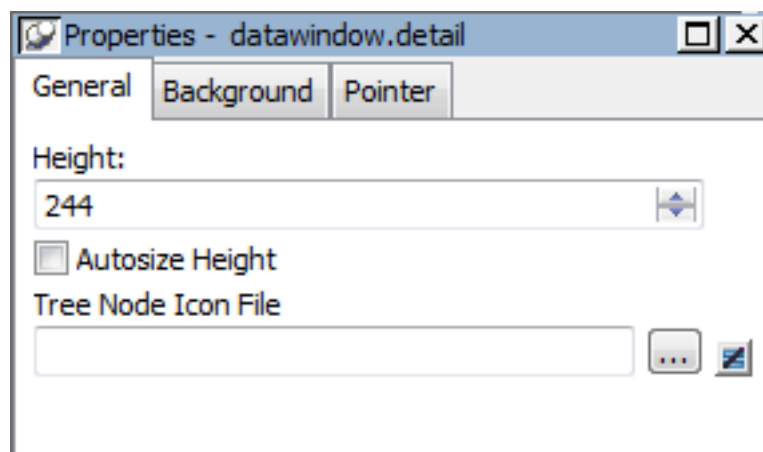 Properties - datawindow.detail
General Background Pointer
Height:
244
Autosize Height
Tree Node Icon File
...